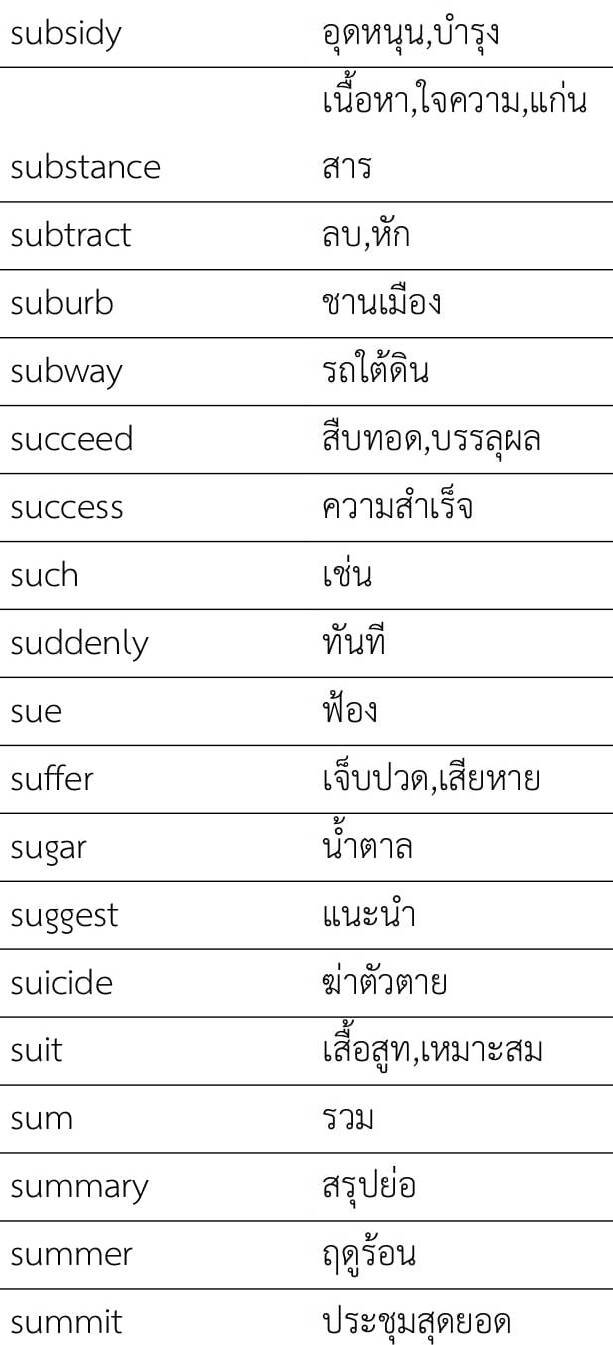 subsidy อุดหนุน,บำรุง
เนื้อหา,ใจความ,แก่น
substance สาร
subtract ลบ,หัก
suburb ชานเมือง
subway รถใต้ดิน
succeed สืบทอด,บรรลุผล
success ความสำเร็จ
such เช่น
suddenly ทันที
sue ฟ้อง
suffer เจ็บปวด,เสียหาย
sugar น้ำตาล
suggest แนะนำ
suicide ฆ่าตัวตาย
suit เสื้อสูท,เหมาะสม
sum รวม
summary สรุปย่อ
summer ฤดูร้อน
summit ประชุมสุดยอด